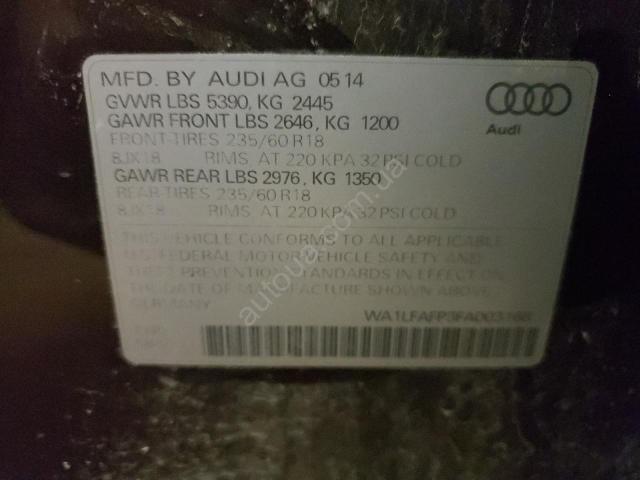 MFD. BY AUDI AG 05 14
GVWR LBS 5390, KG 2445
GAWR FRONT LBS 2646, KG 1200
FRONT-TIRES 235/60 R18
8JX18 RIMS AT 220 KPA 32 PSI COLD
GAWR REAR LBS 2976, KG 1350
REAR-TIRES 235/60 R18
8JX18 RIMS AT 220 KPA 32 PSI COLD
THIS VEHICLE CONFORMS TO ALL APPLICABLE
U.S. FEDERAL MOTOR VEHICLE SAFETY AND
THEFT PREVENTION STANDARDS IN EFFECT ON
THE DATE OF MANUFACTURE SHOWN ABOVE
GERMANY
Audi
autoua.com.ua